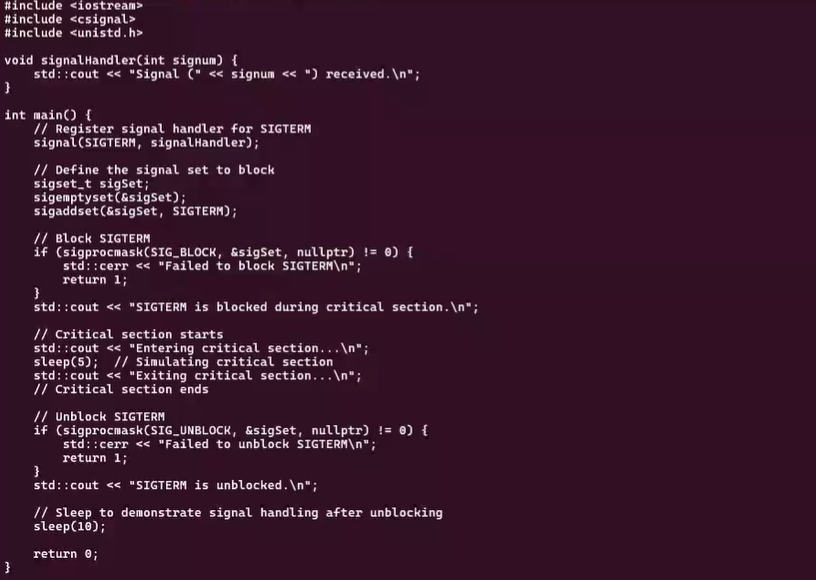 #include <iostream>
#include <csignal>
#include <unistd.h>

void signalHandler(int signum) {
    std::cout << "Signal (" << signum << ") received.\n";
}

int main() {
    // Register signal handler for SIGTERM
    signal(SIGTERM, signalHandler);

    // Define the signal set to block
    sigset_t sigSet;
    sigemptyset(&sigSet);
    sigaddset(&sigSet, SIGTERM);

    // Block SIGTERM
    if (sigprocmask(SIG_BLOCK, &sigSet, nullptr) != 0) {
        std::cerr << "Failed to block SIGTERM\n";
        return 1;
    }
    std::cout << "SIGTERM is blocked during critical section.\n";

    // Critical section starts
    std::cout << "Entering critical section...\n";
    sleep(5);  // Simulating critical section
    std::cout << "Exiting critical section...\n";
    // Critical section ends

    // Unblock SIGTERM
    if (sigprocmask(SIG_UNBLOCK, &sigSet, nullptr) != 0) {
        std::cerr << "Failed to unblock SIGTERM\n";
        return 1;
    }
    std::cout << "SIGTERM is unblocked.\n";

    // Sleep to demonstrate signal handling after unblocking
    sleep(10);

    return 0;
}